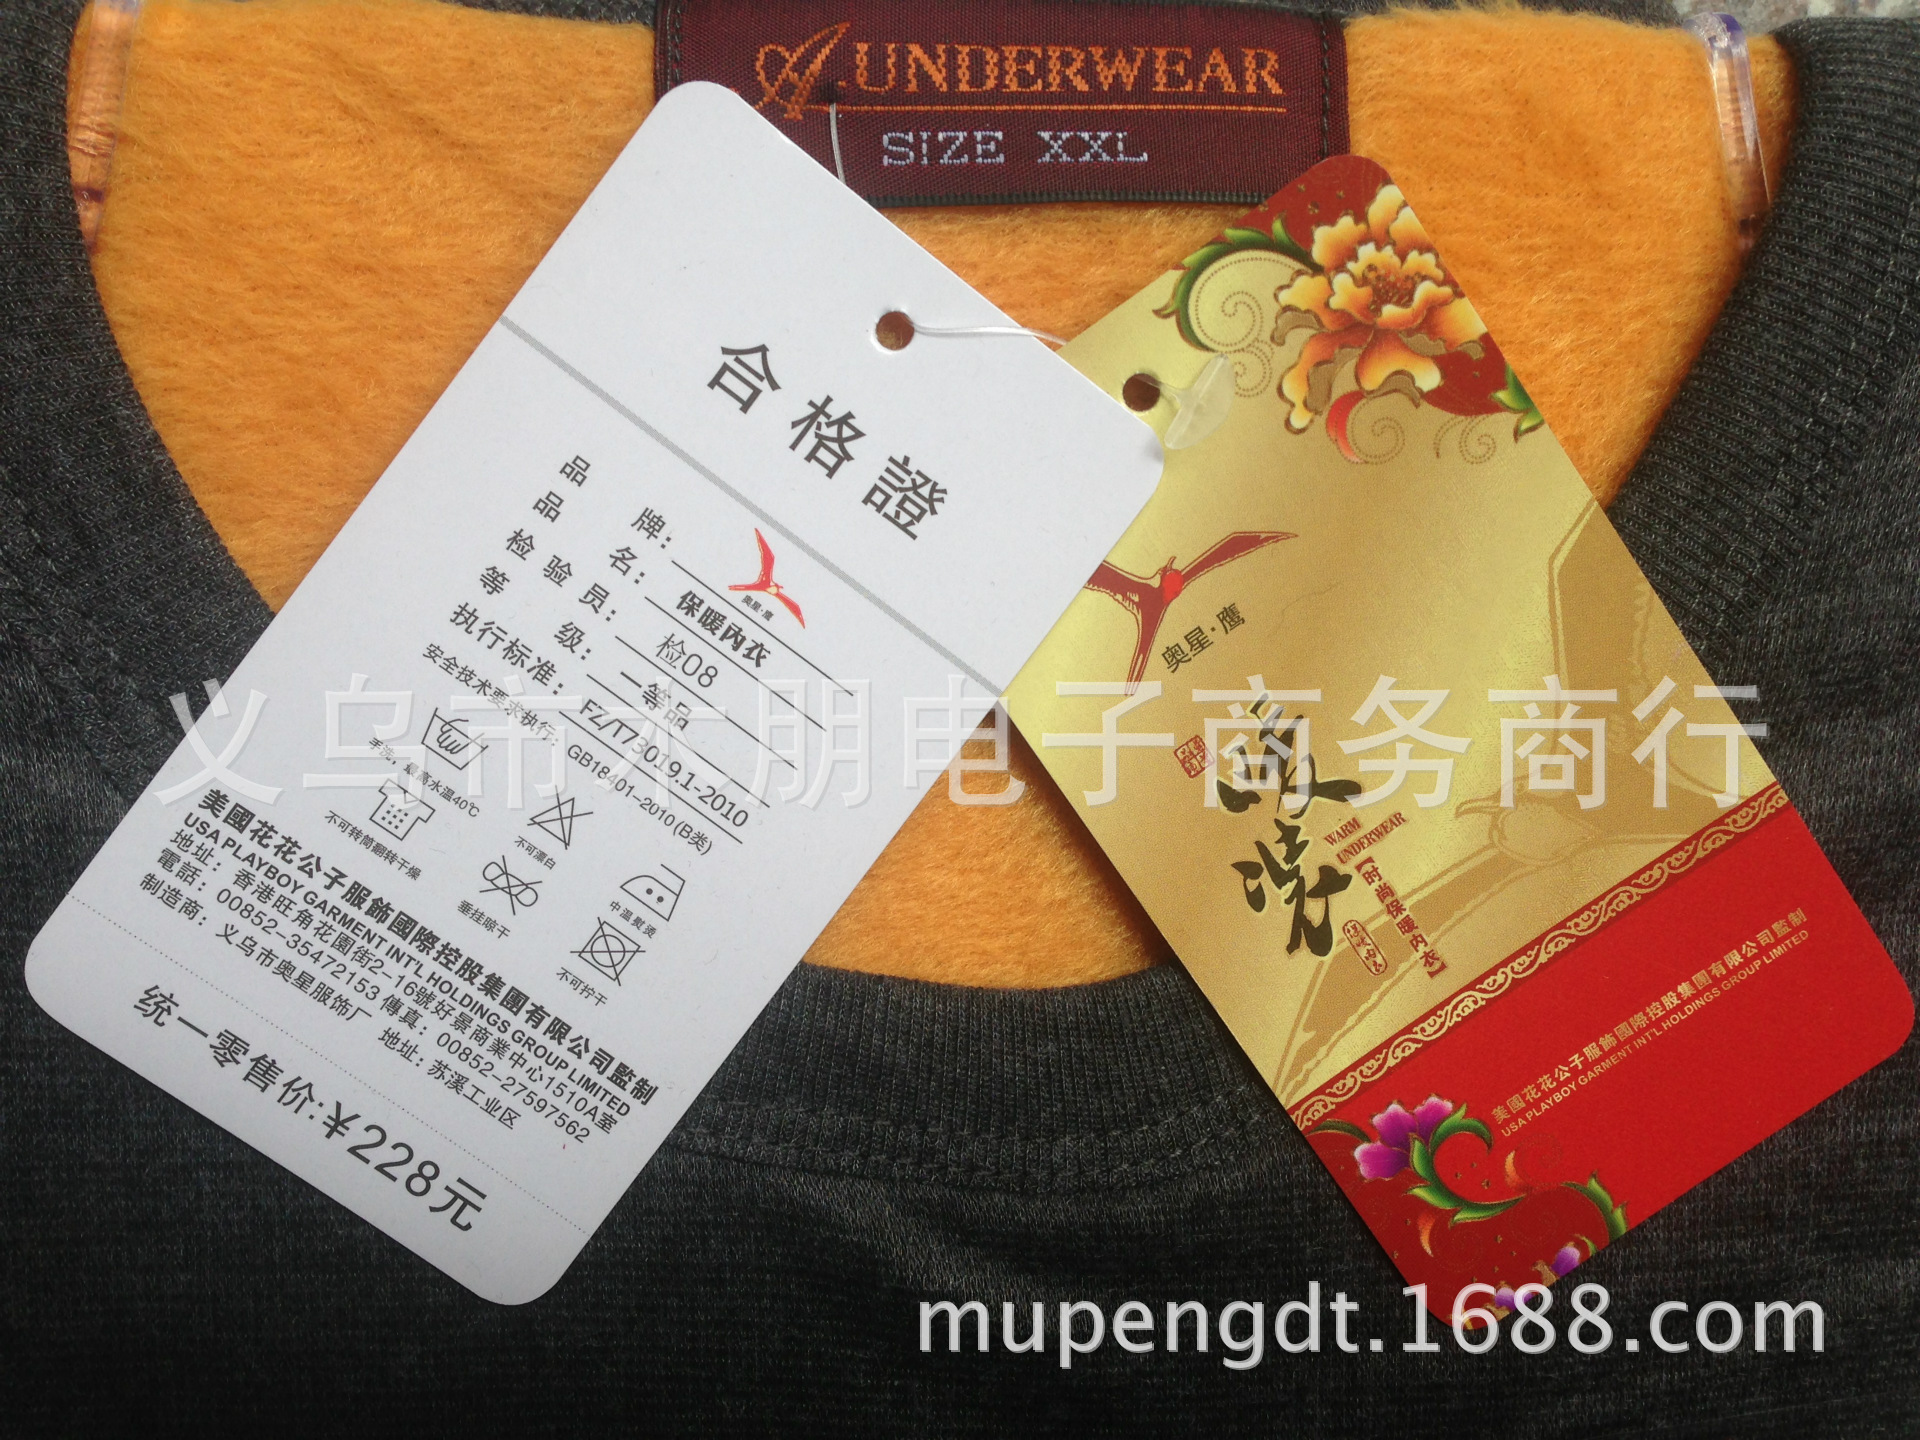 A.UNDERWEAR
SIZE XXL
合格證
品牌:
奥星·鹰
品名: 保暖内衣
检验员: 检08
等级: 一等品
执行标准: FZ/T73019.1-2010
安全技术要求执行: GB18401-2010(B类)
手洗，最高水温40℃
不可漂白
中温熨烫
不可转筒翻转干燥
垂挂晾干
不可拧干
美國花花公子服飾國際控股集團有限公司監制
USA PLAYBOY GARMENT INT'L HOLDINGS GROUP LIMITED
地址: 香港旺角花園街2-16號好景商業中心1510A室
電話: 00852-35472153 傳真: 00852-27597562
制造商: 义乌市奥星服饰厂 地址: 苏溪工业区
统一零售价:¥228元
奥星·鹰
暖装
WARM
UNDERWEAR
【时尚保暖内衣】
美國花花公子服飾國際控股集團有限公司監制
USA PLAYBOY GARMENT INT'L HOLDINGS GROUP LIMITED
义乌市木朋电子商务商行
mupengdt.1688.com